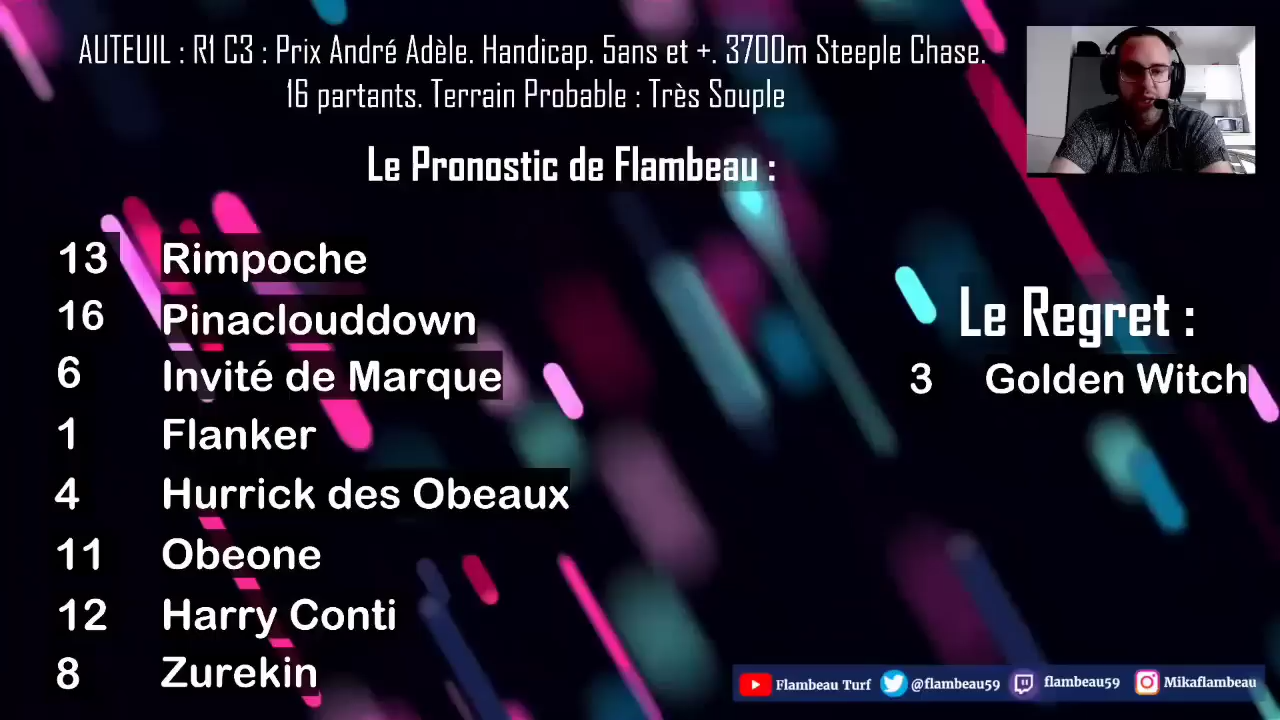 AUTEUIL : R1 C3 : Prix André Adèle. Handicap. 5ans et +. 3700m Steeple Chase.
16 partants. Terrain Probable : Très Souple
Le Pronostic de Flambeau :
13 Rimpoche
16 Pinaclouddown
6 Invité de Marque
1 Flanker
4 Hurrick des Obeaux
11 Obeone
12 Harry Conti
8 Zurekin
Le Regret :
3 Golden Witch
Flambeau Turf @flambeau59 flambeau59 Mikaflambeau